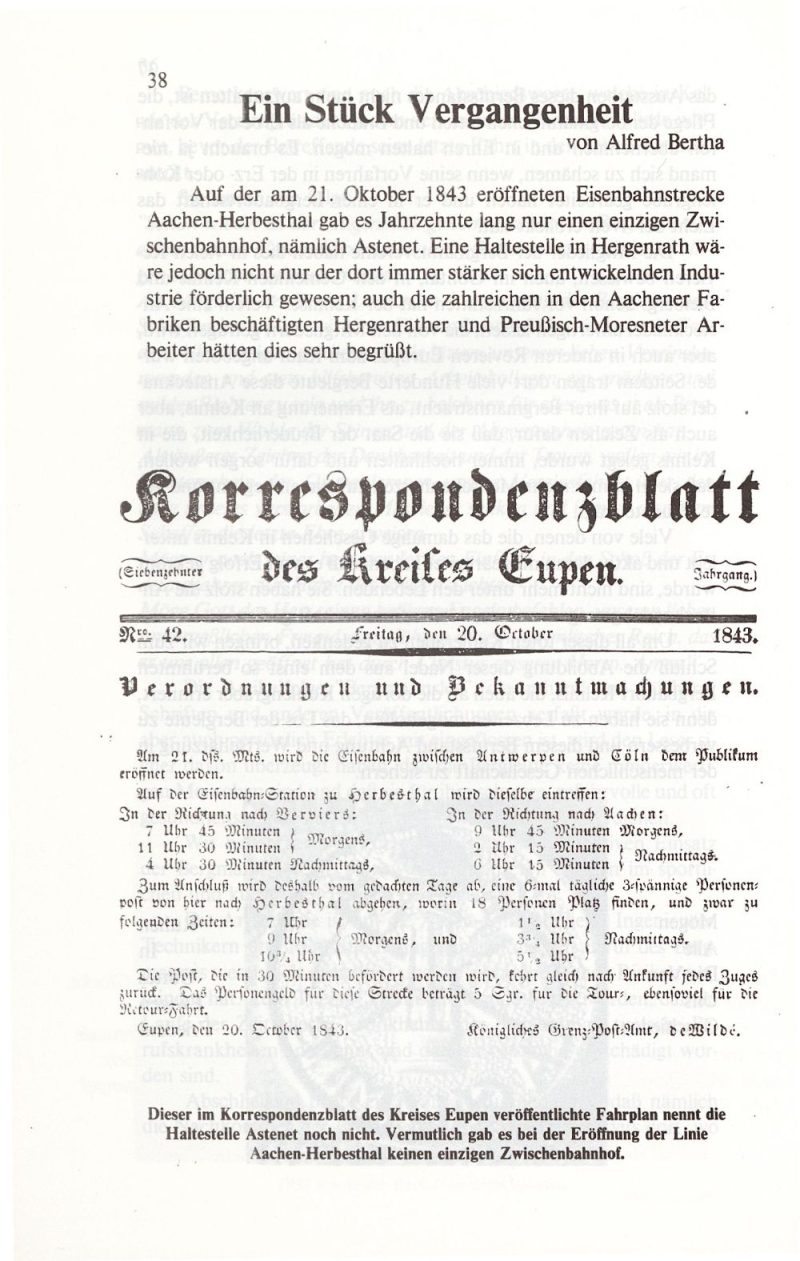 38
Ein Stück Vergangenheit
von Alfred Bertha
Auf der am 21. Oktober 1843 eröffneten Eisenbahnstrecke
Aachen-Herbesthal gab es Jahrzehnte lang nur einen einzigen Zwi-
schenbahnhof, nämlich Astenet. Eine Haltestelle in Hergenrath wä-
re jedoch nicht nur der dort immer stärker sich entwickelnden Indu-
strie förderlich gewesen; auch die zahlreichen in den Aachener Fa-
briken beschäftigten Hergenrather und Preußisch-Moresneter Ar-
beiter hätten dies sehr begrüßt.
Korrespondenzblatt
(Siebenzehnter des Kreises Eupen. Jahrgang.)
Nro. 42. Freitag, den 20. October 1843.
Verordnungen und Bekanntmachungen.
Am 21. dss. Mts. wird die Eisenbahn zwischen Antwerpen und Cöln dem Publikum
eröffnet werden.
Auf der Eisenbahn-Station zu Herbesthal wird dieselbe eintreffen:
In der Richtung nach Verviers: In der Richtung nach Aachen:
7 Uhr 45 Minuten } Morgens, 9 Uhr 45 Minuten Morgens,
11 Uhr 30 Minuten 2 Uhr 15 Minuten } Nachmittags.
4 Uhr 30 Minuten Nachmittags, 6 Uhr 15 Minuten
Zum Anschluß wird deshalb vom gedachten Tage ab, eine 6-mal tägliche 3-spännige Personen-
post von hier nach Herbesthal abgehen, worin 18 Personen Platz finden, und zwar zu
folgenden Zeiten: 7 Uhr 1½ Uhr
9 Uhr } Morgens, und 3¾ Uhr } Nachmittags.
10¾ Uhr 5½ Uhr
Die Post, die in 30 Minuten befördert werden wird, kehrt gleich nach Ankunft jedes Zuges
zurück. Das Personengeld für diese Strecke beträgt 5 Sgr. für die Tour-, ebensoviel für die
Retour-Fahrt.
Eupen, den 20. October 1843. Königliches Grenz-Post-Amt, deWilde.
Dieser im Korrespondenzblatt des Kreises Eupen veröffentlichte Fahrplan nennt die
Haltestelle Astenet noch nicht. Vermutlich gab es bei der Eröffnung der Linie
Aachen-Herbesthal keinen einzigen Zwischenbahnhof.